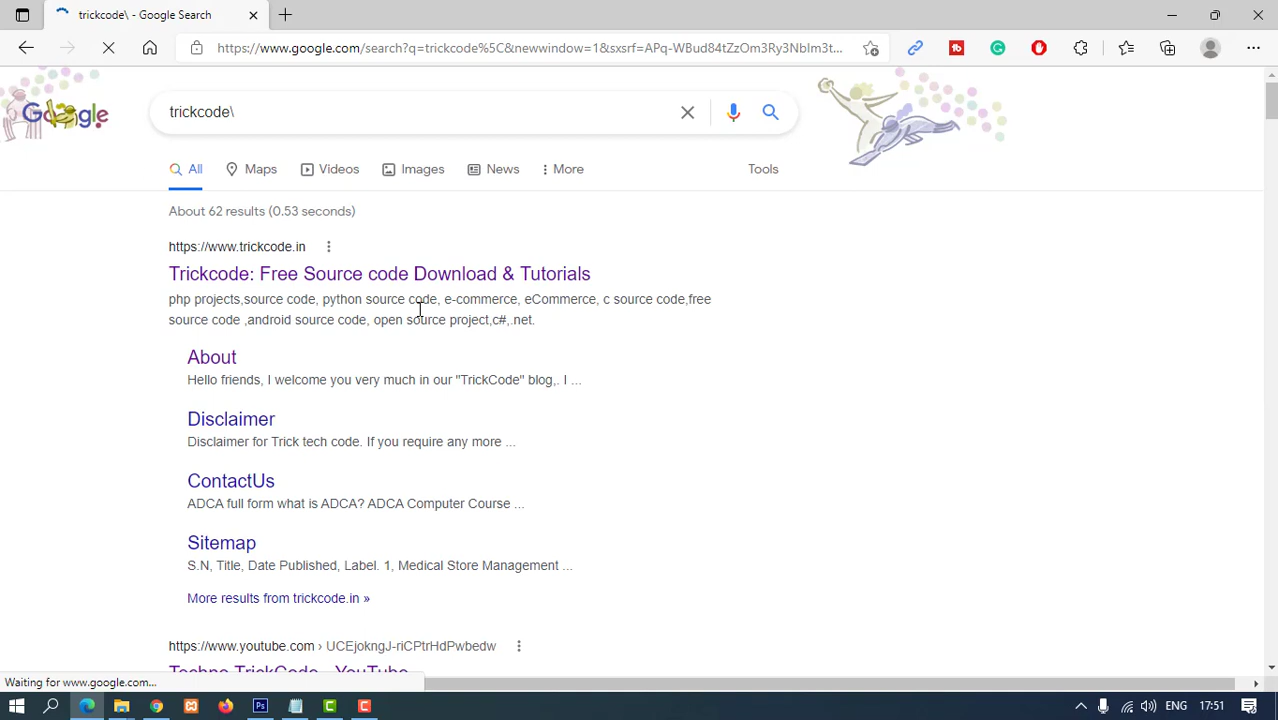 trickcode\ - Google Search
https://www.google.com/search?q=trickcode%5C&newwindow=1&sxsrf=APq-WBud84tZzOm3Ry3Nblm3t...
Google
trickcode\
All
Maps
Videos
Images
News
More
Tools
About 62 results (0.53 seconds)
https://www.trickcode.in
Trickcode: Free Source code Download & Tutorials
php projects,source code, python source code, e-commerce, eCommerce, c source code,free
source code ,android source code, open source project,c#,.net.
About
Hello friends, I welcome you very much in our "TrickCode" blog,. I ...
Disclaimer
Disclaimer for Trick tech code. If you require any more ...
ContactUs
ADCA full form what is ADCA? ADCA Computer Course ...
Sitemap
S.N, Title, Date Published, Label. 1, Medical Store Management ...
More results from trickcode.in »
https://www.youtube.com › UCEjokngJ-riCPtrHdPwbedw
Techno TrickCode - YouTube
Waiting for www.google.com...
ENG
17:51